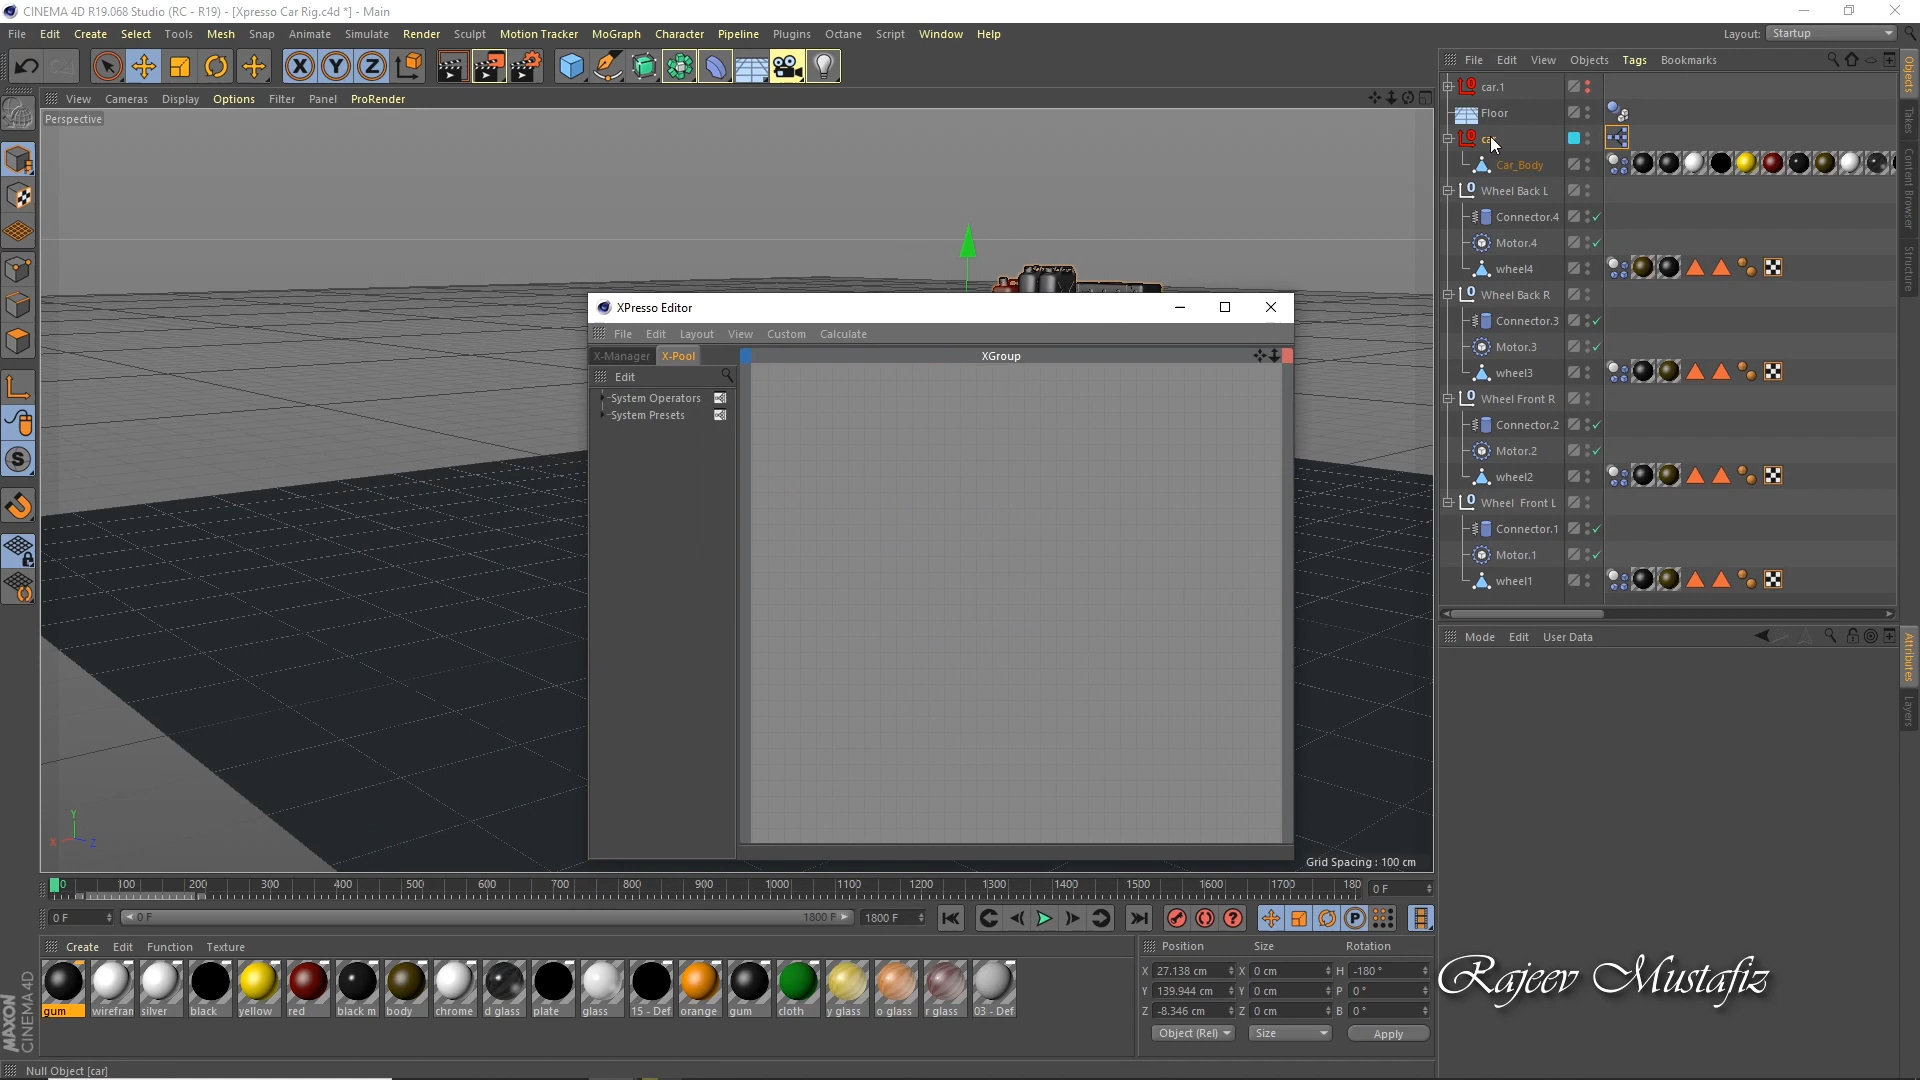 CINEMA 4D R19.068 Studio (RC - R19) - [Xpresso Car Rig.c4d *] - Main
File Edit Create Select Tools Mesh Snap Animate Simulate Render Sculpt Motion Tracker MoGraph Character Pipeline Plugins Octane Script Window Help
Layout: Startup
View Cameras Display Options Filter Panel ProRender
Perspective
File Edit View Objects Tags Bookmarks
car.1
Floor
Car_Body
Wheel Back L
Connector.4
Motor.4
wheel4
Wheel Back R
Connector.3
Motor.3
wheel3
Wheel Front R
Connector.2
Motor.2
wheel2
Wheel Front L
Connector.1
Motor.1
wheel1
Objects
Takes
Content Browser
Structure
XPresso Editor
File Edit Layout View Custom Calculate
X-Manager X-Pool
XGroup
Edit
System Operators
System Presets
Mode Edit User Data
Attributes
Layers
Y
X Z
Grid Spacing : 100 cm
0 100 200 300 400 500 600 700 800 900 1000 1100 1200 1300 1400 1500 1600 1700 180
0 F
0 F 0 F 1800 F 1800 F
Create Edit Function Texture
gum wirefran silver black yellow red black m body chrome d glass plate glass 15 - Def orange gum cloth y glass o glass r glass 03 - Def
Position Size Rotation
X 27.138 cm X 0 cm H -180 °
Y 139.944 cm Y 0 cm P 0 °
Z -8.346 cm Z 0 cm B 0 °
Object (Rel) Size Apply
MAXON CINEMA 4D
Null Object [car]
Rajeev Mustafiz